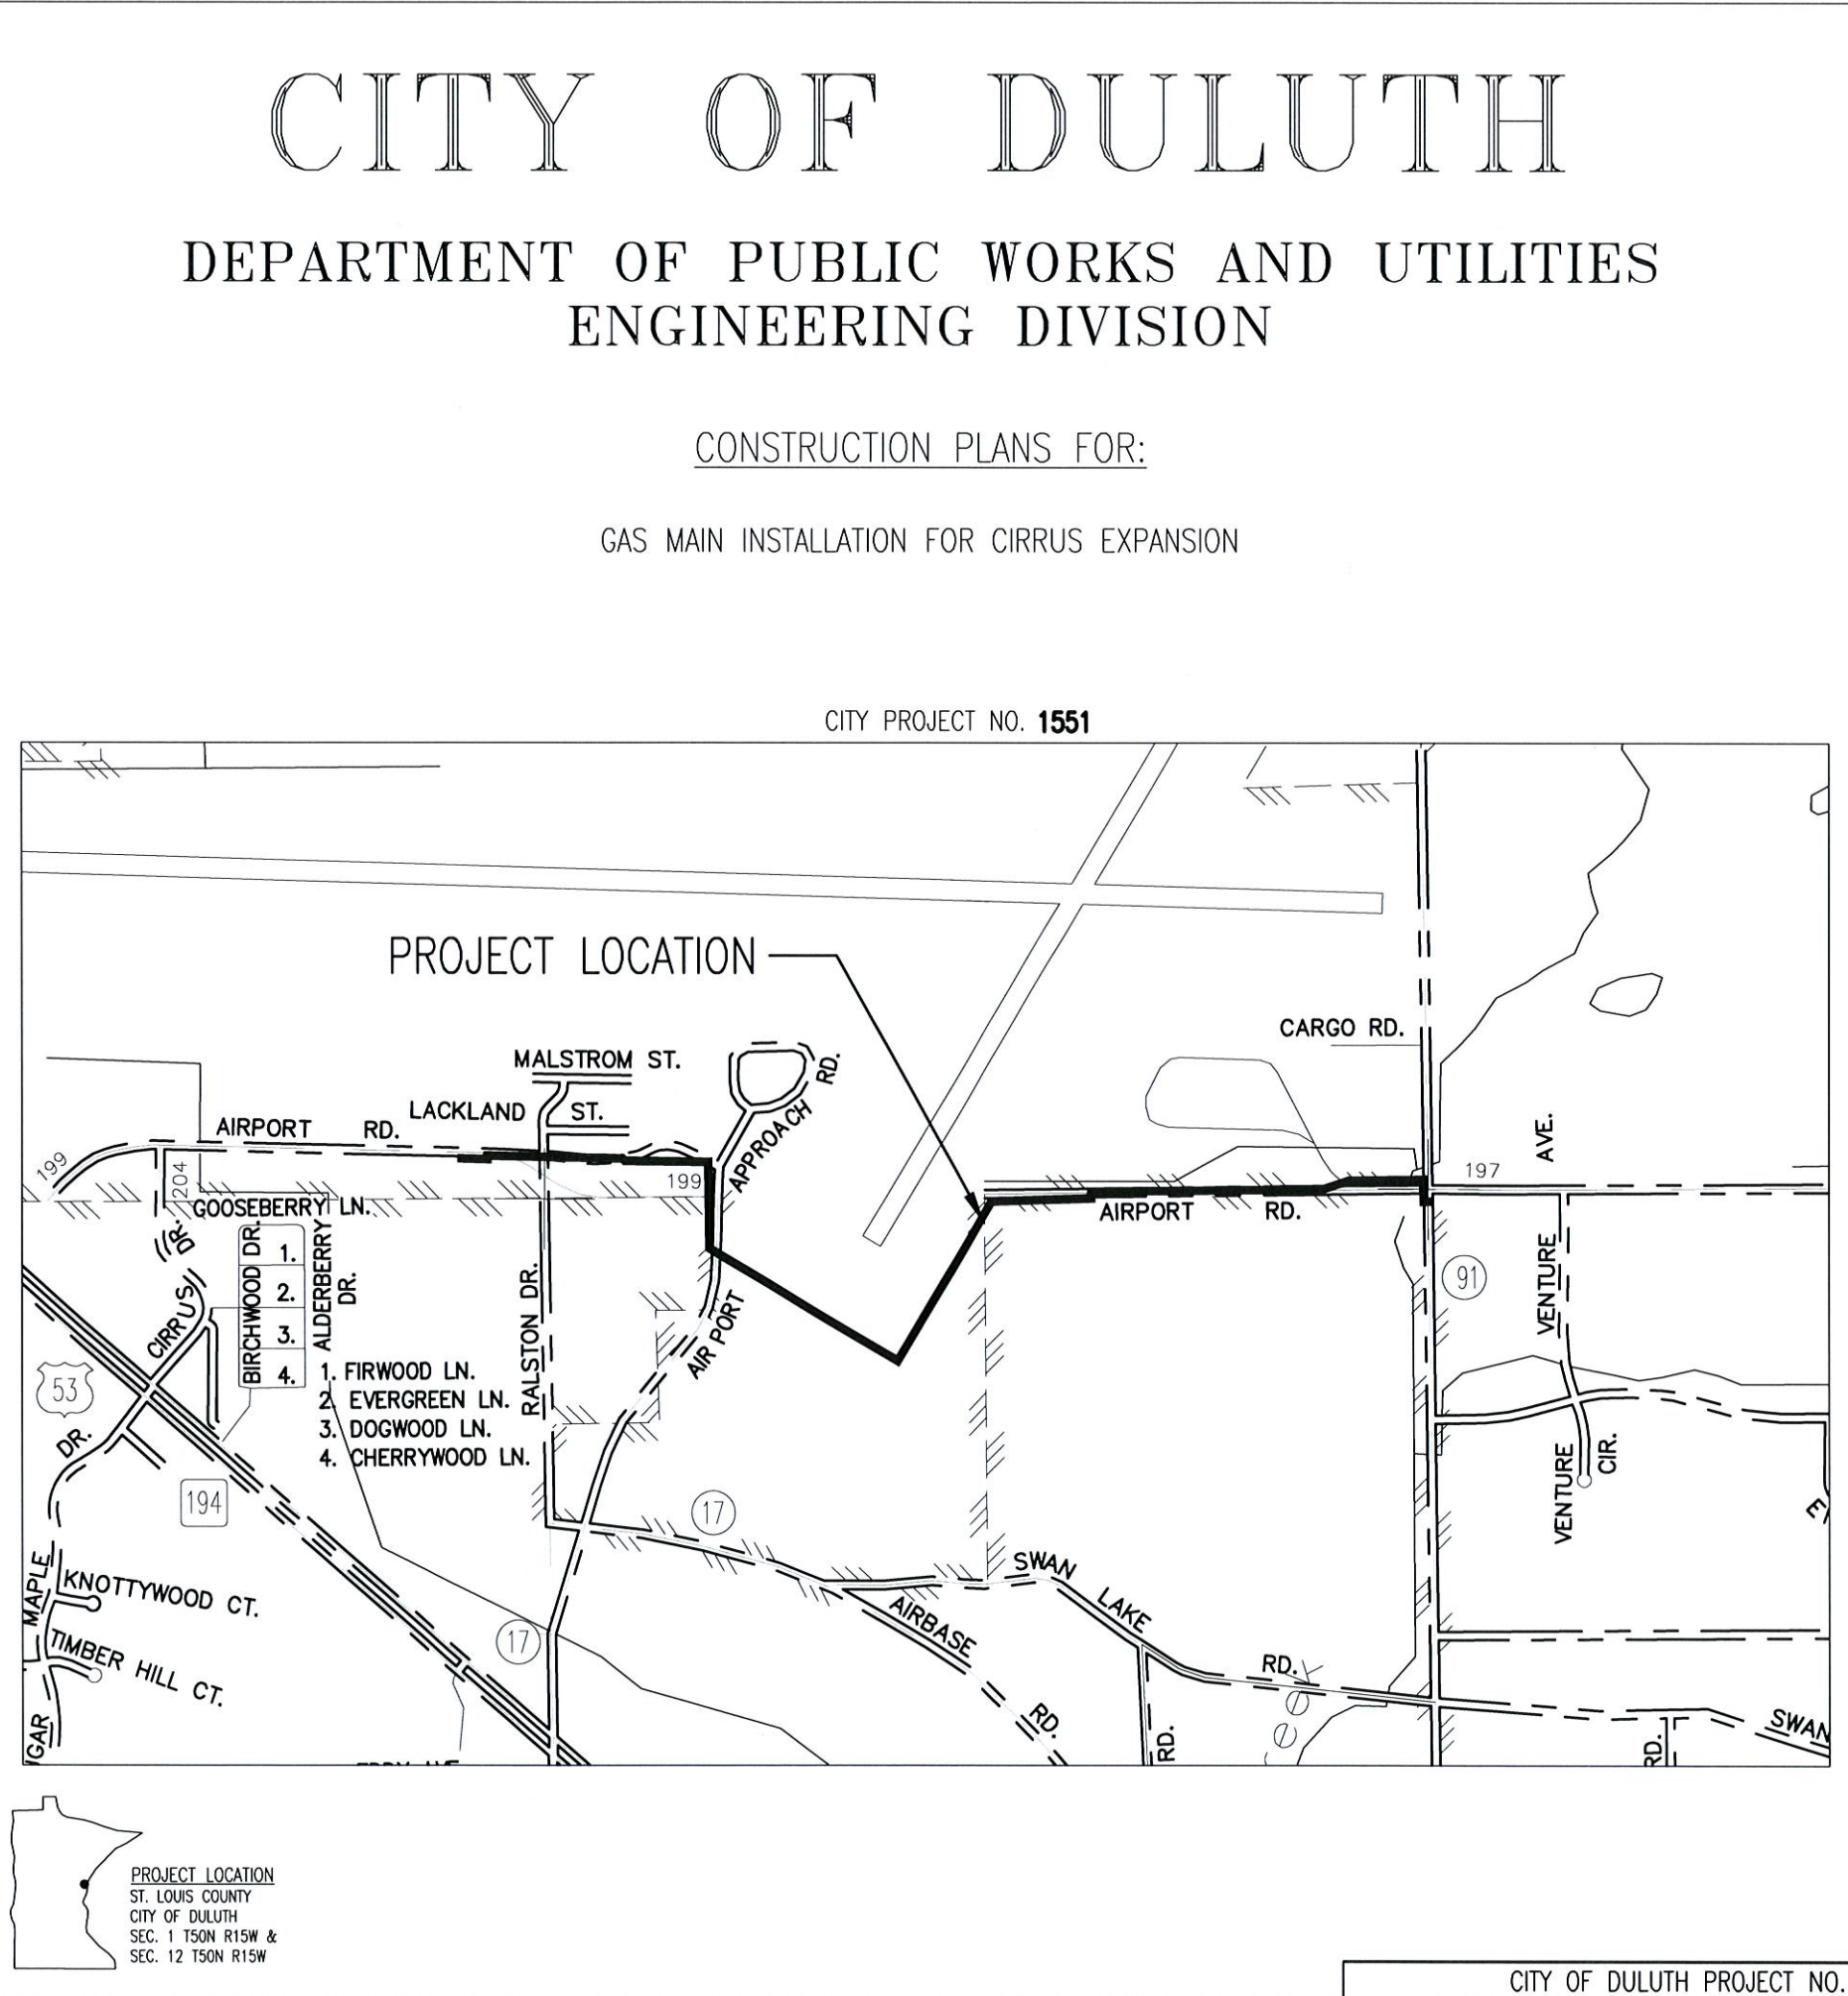 CITY OF DULUTH
DEPARTMENT OF PUBLIC WORKS AND UTILITIES
ENGINEERING DIVISION
CONSTRUCTION PLANS FOR:
GAS MAIN INSTALLATION FOR CIRRUS EXPANSION
CITY PROJECT NO. 1551
PROJECT LOCATION
CARGO RD.
MALSTROM ST.
LACKLAND ST.
APPROACH RD.
AIRPORT RD.
199
204
199
GOOSEBERRY LN.
AIRPORT RD.
197
VENTURE AVE.
91
CIRRUS DR.
BIRCHWOOD DR.
1.
2.
3.
4.
ALDERBERRY DR.
RALSTON DR.
AIRPORT
53
1. FIRWOOD LN.
2. EVERGREEN LN.
3. DOGWOOD LN.
4. CHERRYWOOD LN.
DR.
194
17
VENTURE CIR.
MAPLE
KNOTTYWOOD CT.
TIMBER HILL CT.
17
SWAN LAKE RD.
AIRBASE RD.
RD.
RD.
SWAN
PROJECT LOCATION
ST. LOUIS COUNTY
CITY OF DULUTH
SEC. 1 T50N R15W &
SEC. 12 T50N R15W
CITY OF DULUTH PROJECT NO.